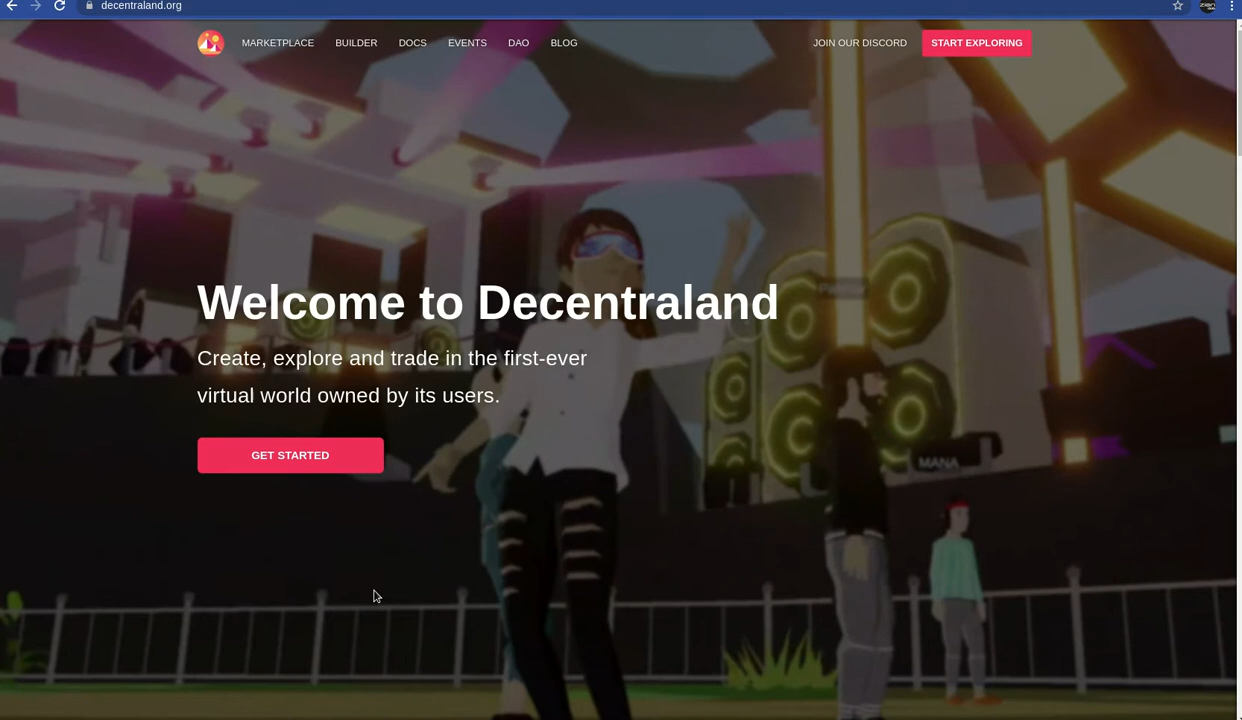 decentraland.org
MARKETPLACE BUILDER DOCS EVENTS DAO BLOG JOIN OUR DISCORD START EXPLORING
Welcome to Decentraland
Create, explore and trade in the first-ever
virtual world owned by its users.
GET STARTED
MANA